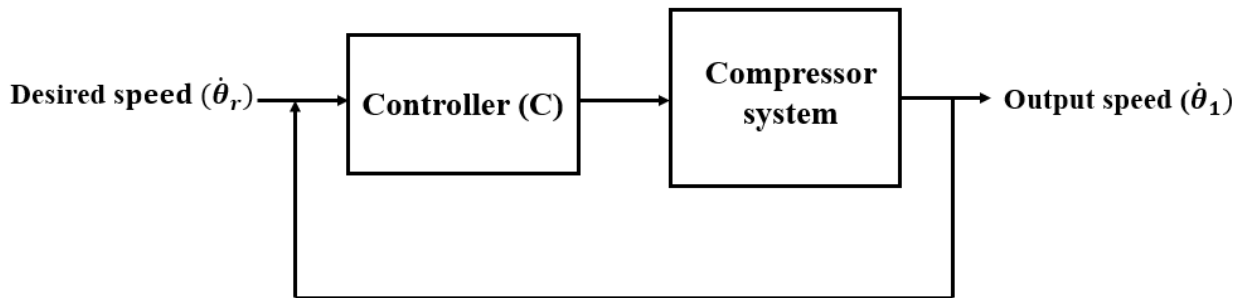 Desired speed (θ̇ᵣ)
Controller (C)
Compressor
system
Output speed (θ̇₁)